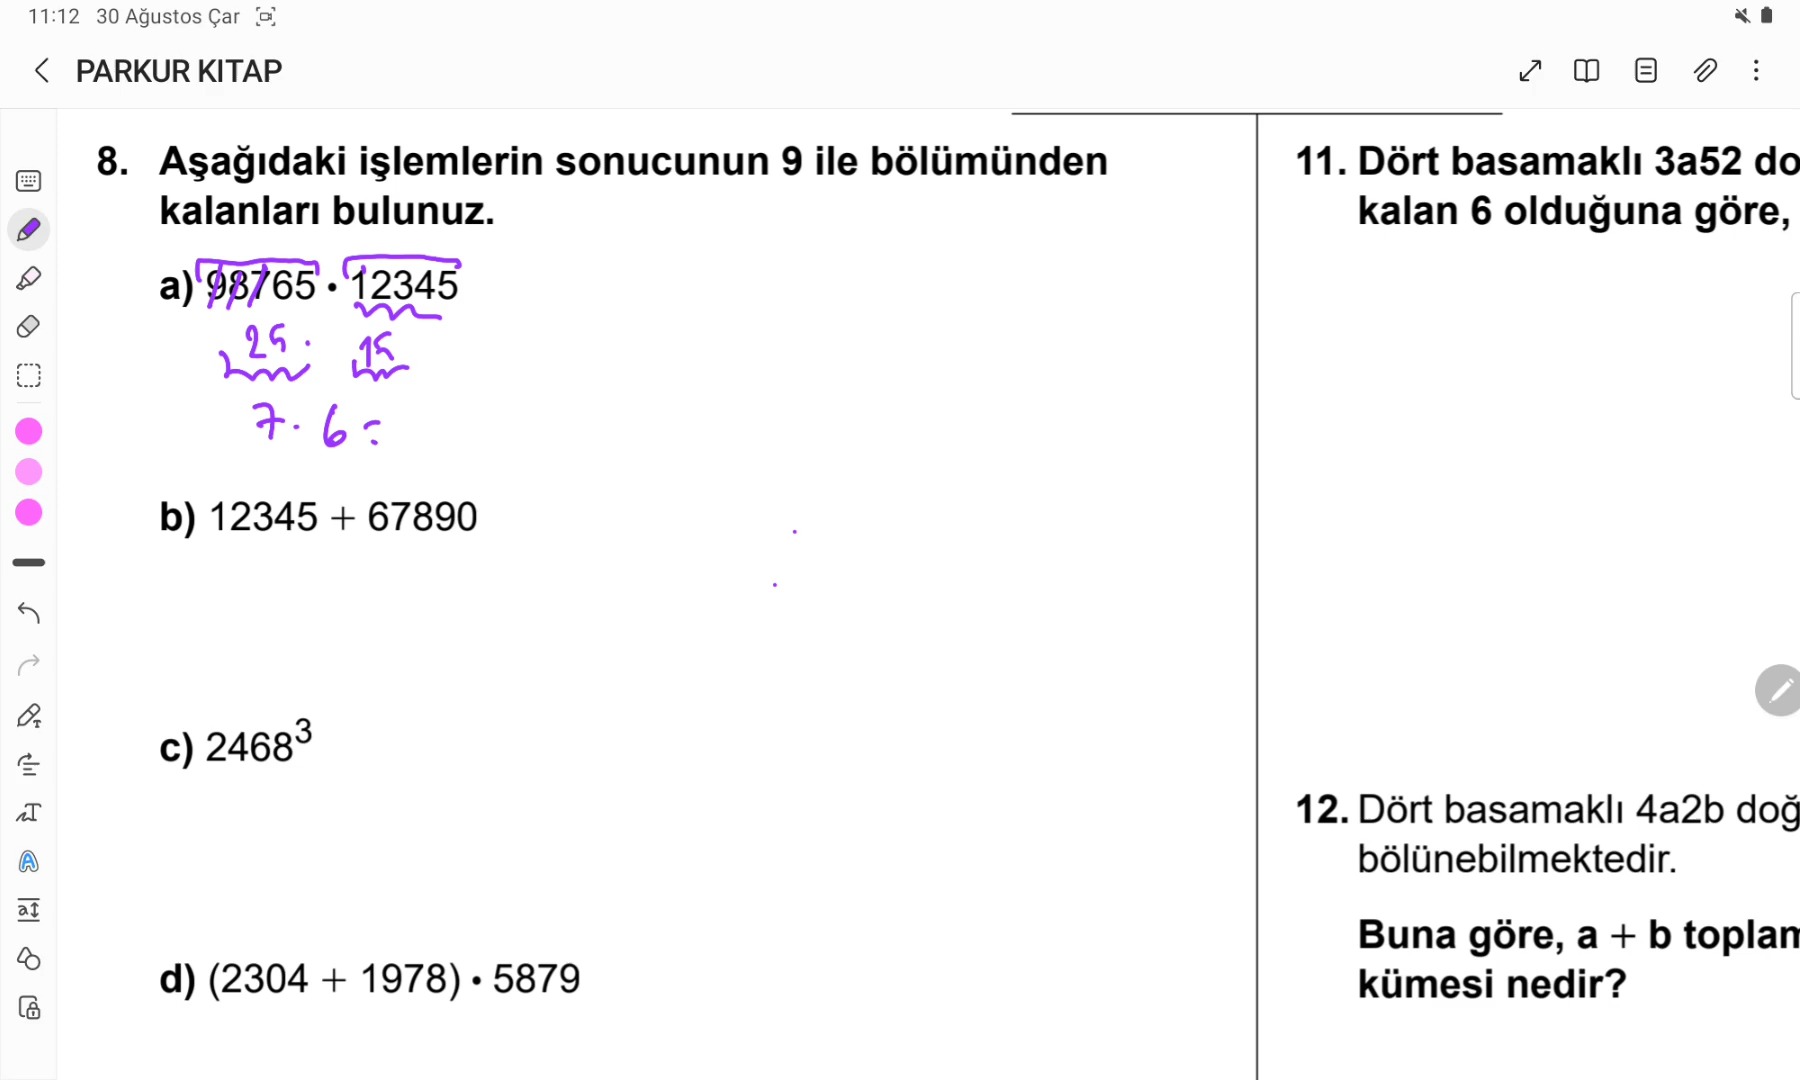 11:12 30 Ağustos Çar
PARKUR KITAP
8. Aşağıdaki işlemlerin sonucunun 9 ile bölümünden
kalanları bulunuz.
a) 98765 • 12345
25 . 15
7 . 6 =
b) 12345 + 67890
c) 2468³
d) (2304 + 1978) • 5879
11. Dört basamaklı 3a52 do
kalan 6 olduğuna göre,
12. Dört basamaklı 4a2b doğ
bölünebilmektedir.
Buna göre, a + b toplam
kümesi nedir?